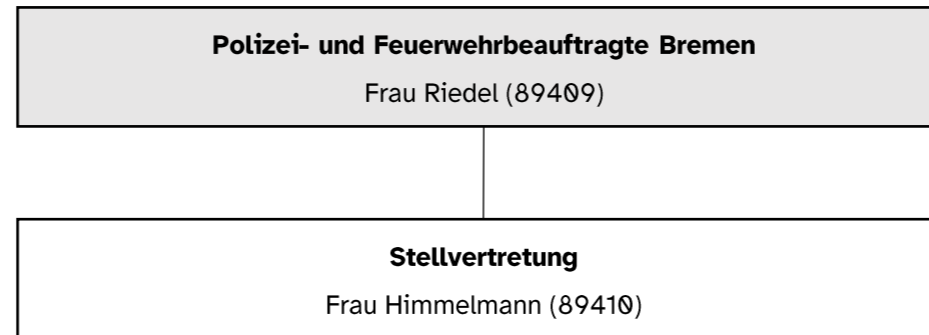 Polizei- und Feuerwehrbeauftragte Bremen
Frau Riedel (89409)
Stellvertretung
Frau Himmelmann (89410)